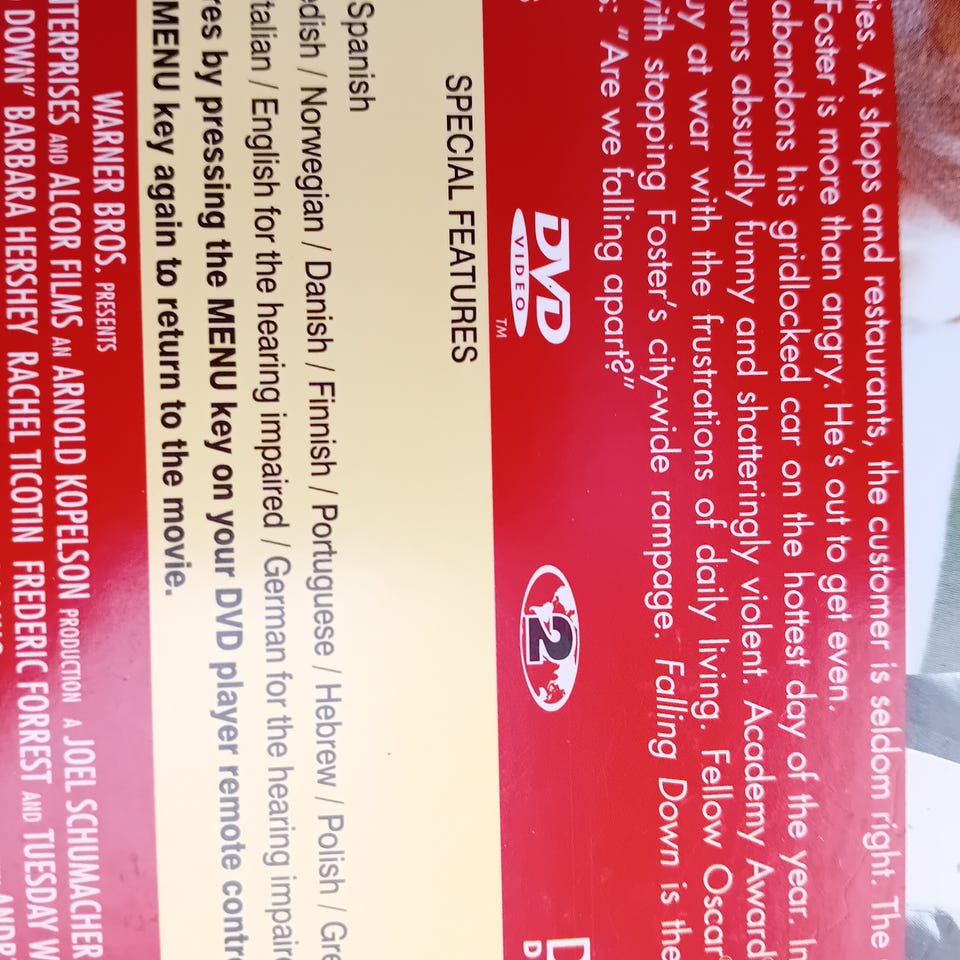 ties. At shops and restaurants, the customer is seldom right. The
Foster is more than angry. He's out to get even.
abandons his gridlocked car on the hottest day of the year. In
urns absurdly funny and shatteringly violent. Academy Award
uy at war with the frustrations of daily living. Fellow Oscar®
with stopping Foster's city-wide rampage. Falling Down is the
s: "Are we falling apart?"
DVD
VIDEO
TM
2
SPECIAL FEATURES
Spanish
edish / Norwegian / Danish / Finnish / Portuguese / Hebrew / Polish / Gre
talian / English for the hearing impaired / German for the hearing impaire
res by pressing the MENU key on your DVD player remote contro
MENU key again to return to the movie.
WARNER BROS. PRESENTS
TERPRISES AND ALCOR FILMS AN ARNOLD KOPELSON PRODUCTION A JOEL SCHUMACHER
DOWN" BARBARA HERSHEY RACHEL TICOTIN FREDERIC FORREST AND TUESDAY W